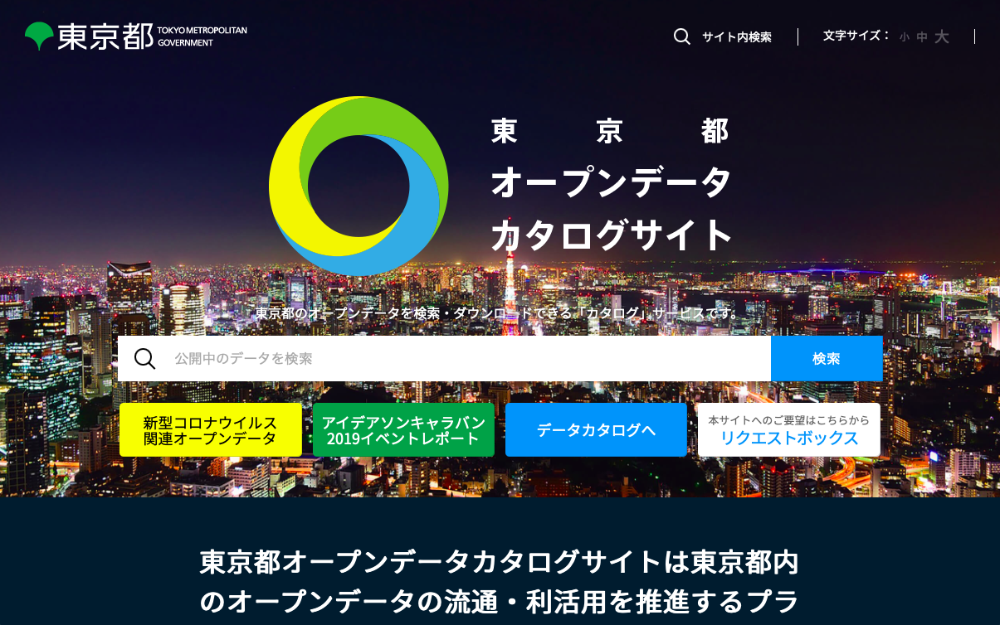 東京都 TOKYO METROPOLITAN GOVERNMENT
サイト内検索
文字サイズ： 小 中 大
東京都
オープンデータ
カタログサイト
東京都のオープンデータを検索・ダウンロードできる「カタログ」サービスです。
公開中のデータを検索
検索
新型コロナウイルス
関連オープンデータ
アイデアソンキャラバン
2019イベントレポート
データカタログへ
本サイトへのご要望はこちらから
リクエストボックス
東京都オープンデータカタログサイトは東京都内
のオープンデータの流通・利活用を推進するプラ